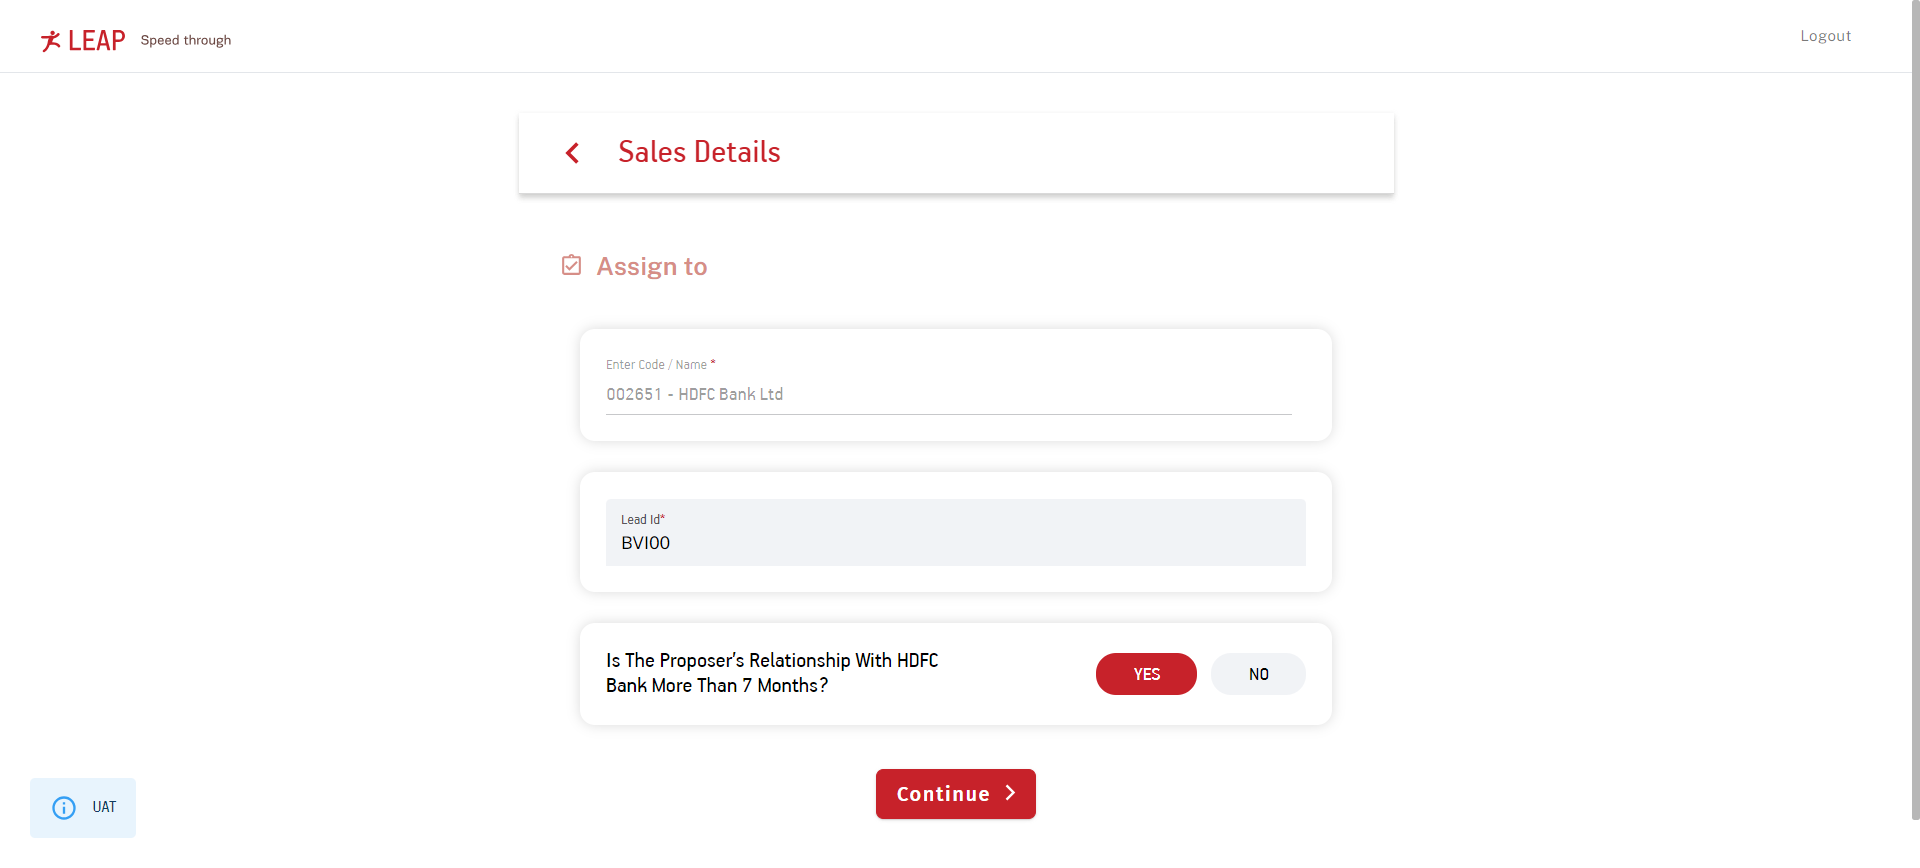 LEAP Speed through
Logout
Sales Details
Assign to
Enter Code / Name *
002651 - HDFC Bank Ltd
Lead Id*
BVI00
Is The Proposer's Relationship With HDFC
Bank More Than 7 Months?
YES
NO
Continue
UAT